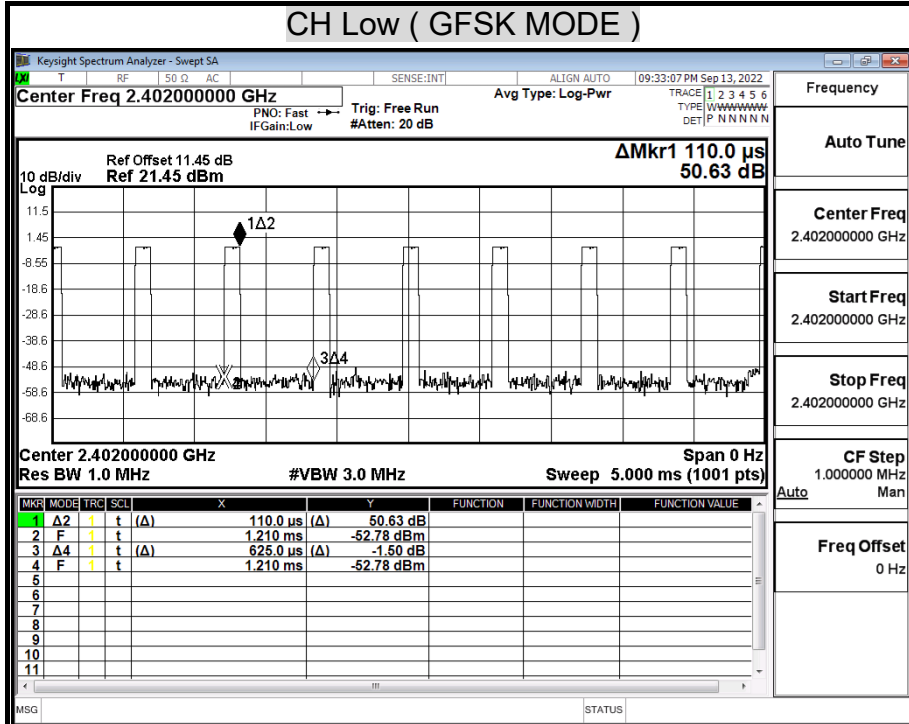 CH Low ( GFSK MODE )
Keysight Spectrum Analyzer - Swept SA
LXI T RF 50 Ω AC SENSE:INT ALIGN AUTO 09:33:07 PM Sep 13, 2022
Center Freq 2.402000000 GHz
PNO: Fast
IFGain:Low
Trig: Free Run
#Atten: 20 dB
Avg Type: Log-Pwr
TRACE 1 2 3 4 5 6
TYPE WWWWWW
DET P N N N N N
Ref Offset 11.45 dB
10 dB/div Ref 21.45 dBm
Log
ΔMkr1 110.0 µs
50.63 dB
11.5
1.45
-8.55
-18.6
-28.6
-38.6
-48.6
-58.6
-68.6
1Δ2
3Δ4
Center 2.402000000 GHz Span 0 Hz
Res BW 1.0 MHz #VBW 3.0 MHz Sweep 5.000 ms (1001 pts)
MKR MODE TRC SCL X Y FUNCTION FUNCTION WIDTH FUNCTION VALUE
1 Δ2 1 t (Δ) 110.0 µs (Δ) 50.63 dB
2 F 1 t 1.210 ms -52.78 dBm
3 Δ4 1 t (Δ) 625.0 µs (Δ) -1.50 dB
4 F 1 t 1.210 ms -52.78 dBm
5
6
7
8
9
10
11
MSG STATUS
Frequency
Auto Tune
Center Freq
2.402000000 GHz
Start Freq
2.402000000 GHz
Stop Freq
2.402000000 GHz
CF Step
1.000000 MHz
Auto Man
Freq Offset
0 Hz